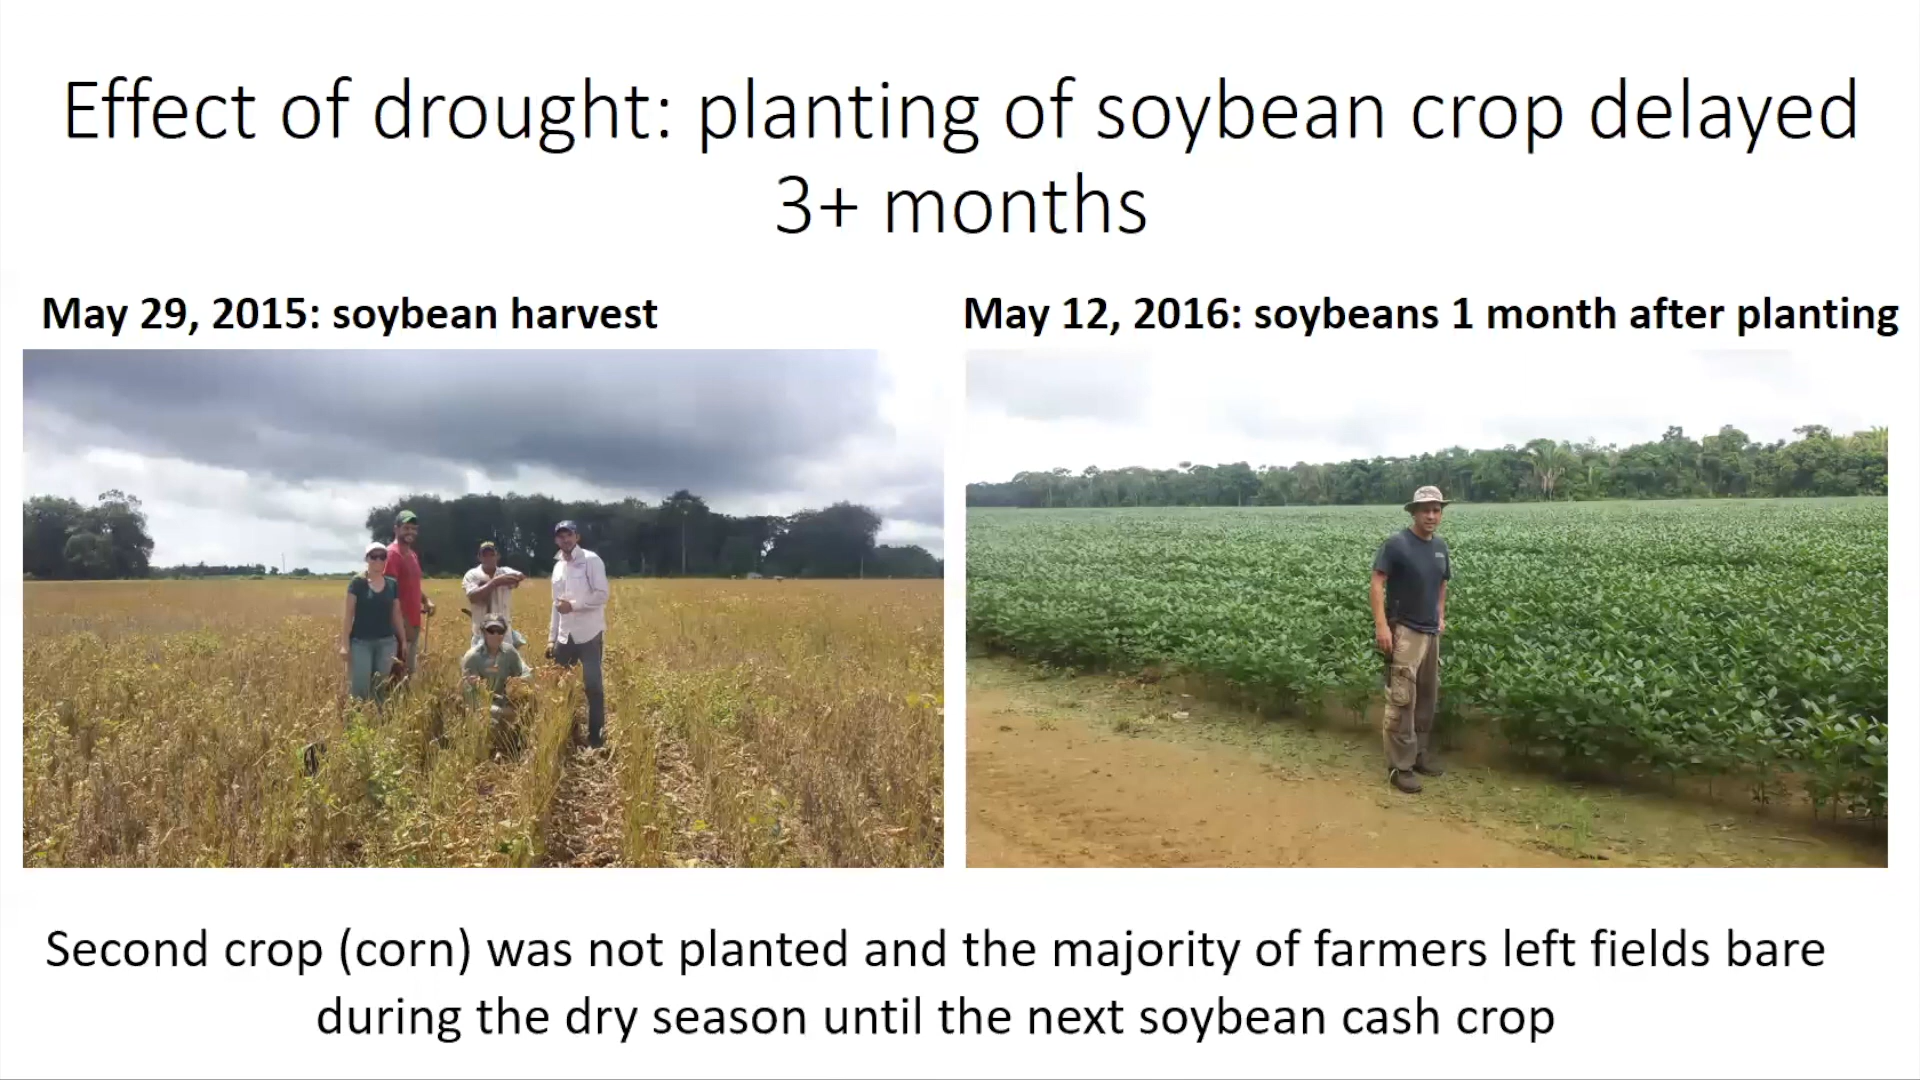 Effect of drought: planting of soybean crop delayed
3+ months
May 29, 2015: soybean harvest
May 12, 2016: soybeans 1 month after planting
Second crop (corn) was not planted and the majority of farmers left fields bare
during the dry season until the next soybean cash crop